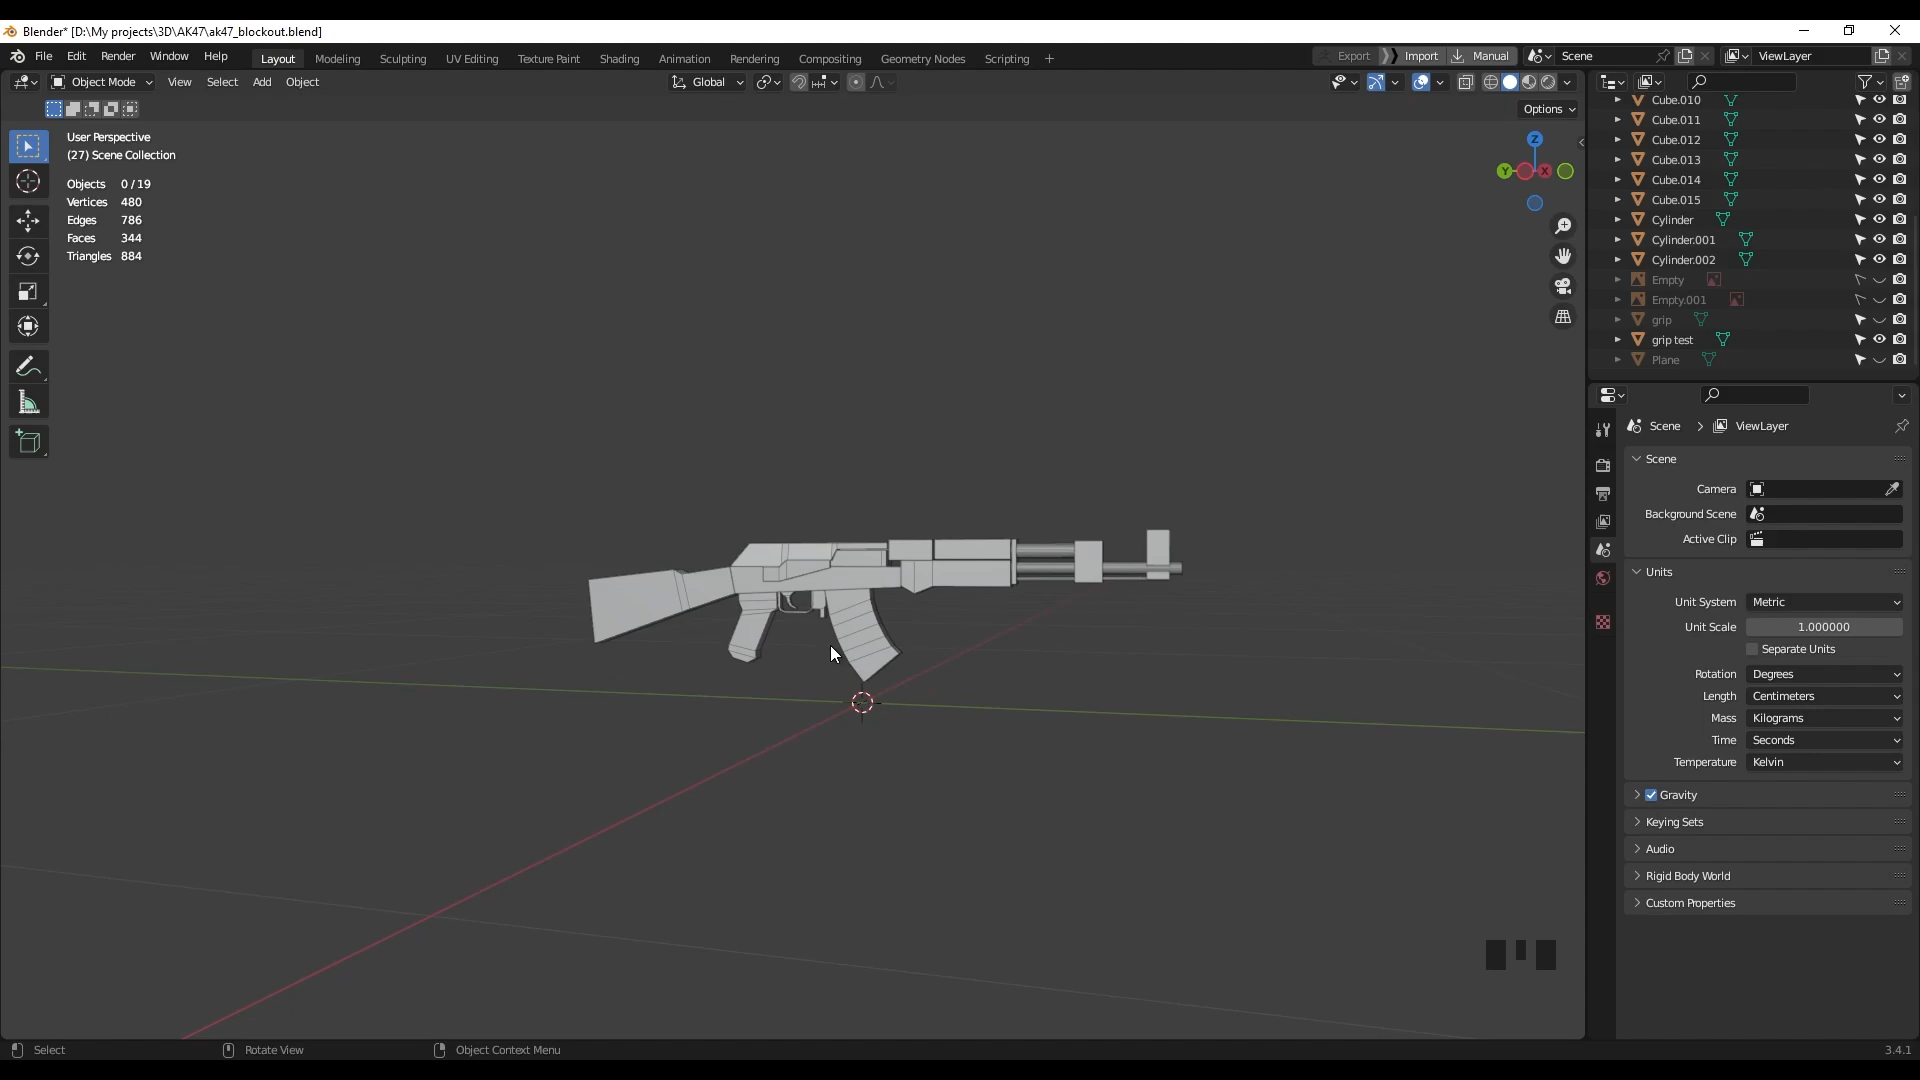 Blender* [D:\My projects\3D\AK47\ak47_blockout.blend]
File Edit Render Window Help Layout Modeling Sculpting UV Editing Texture Paint Shading Animation Rendering Compositing Geometry Nodes Scripting + Export Import Manual Scene ViewLayer
Object Mode View Select Add Object Global
Options
User Perspective
(27) Scene Collection
Objects 0 / 19
Vertices 480
Edges 786
Faces 344
Triangles 884
Z
Y X
Cube.010
Cube.011
Cube.012
Cube.013
Cube.014
Cube.015
Cylinder
Cylinder.001
Cylinder.002
Empty
Empty.001
grip
grip test
Plane
Scene > ViewLayer
Scene
Camera
Background Scene
Active Clip
Units
Unit System Metric
Unit Scale 1.000000
Separate Units
Rotation Degrees
Length Centimeters
Mass Kilograms
Time Seconds
Temperature Kelvin
Gravity
Keying Sets
Audio
Rigid Body World
Custom Properties
Select Rotate View Object Context Menu 3.4.1